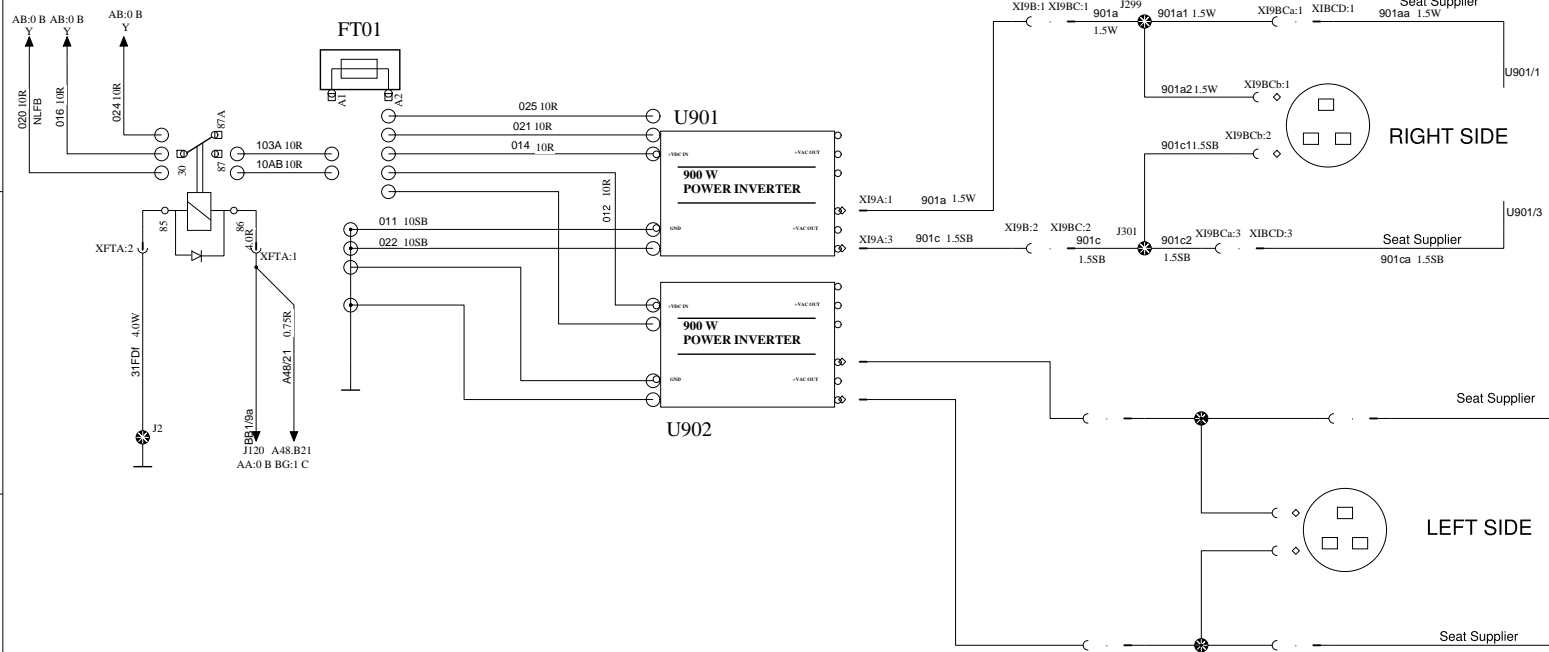 AB:0 B AB:0 B
Y Y
AB:0 B
Y
020 10R
NLFB
016 10R
024 10R
87A
30
87
85
86
103A 10R
10AB 10R
FT01
A1
A2
025 10R
021 10R
014 10R
012 10R
011 10SB
022 10SB
4.0R
XFTA:2
XFTA:1
31FDf 4.0W
BB1/9a
A48/21 0.75R
J2
J120 A48.B21
AA:0 B BG:1 C
U901
+VDC IN
+VAC OUT
900 W
POWER INVERTER
GND
+VAC OUT
XI9A:1
901a 1.5W
XI9A:3
901c 1.5SB
+VDC IN
+VAC OUT
900 W
POWER INVERTER
GND
+VAC OUT
U902
XI9B:1 XI9BC:1
901a
1.5W
J299
901a1 1.5W
XI9BCa:1 XIBCD:1
Seat Supplier
901aa 1.5W
U901/1
901a2 1.5W
XI9BCb:1
RIGHT SIDE
XI9BCb:2
901c1 1.5SB
U901/3
XI9B:2 XI9BC:2
901c
1.5SB
J301
901c2
1.5SB
XI9BCa:3 XIBCD:3
Seat Supplier
901ca 1.5SB
Seat Supplier
LEFT SIDE
Seat Supplier